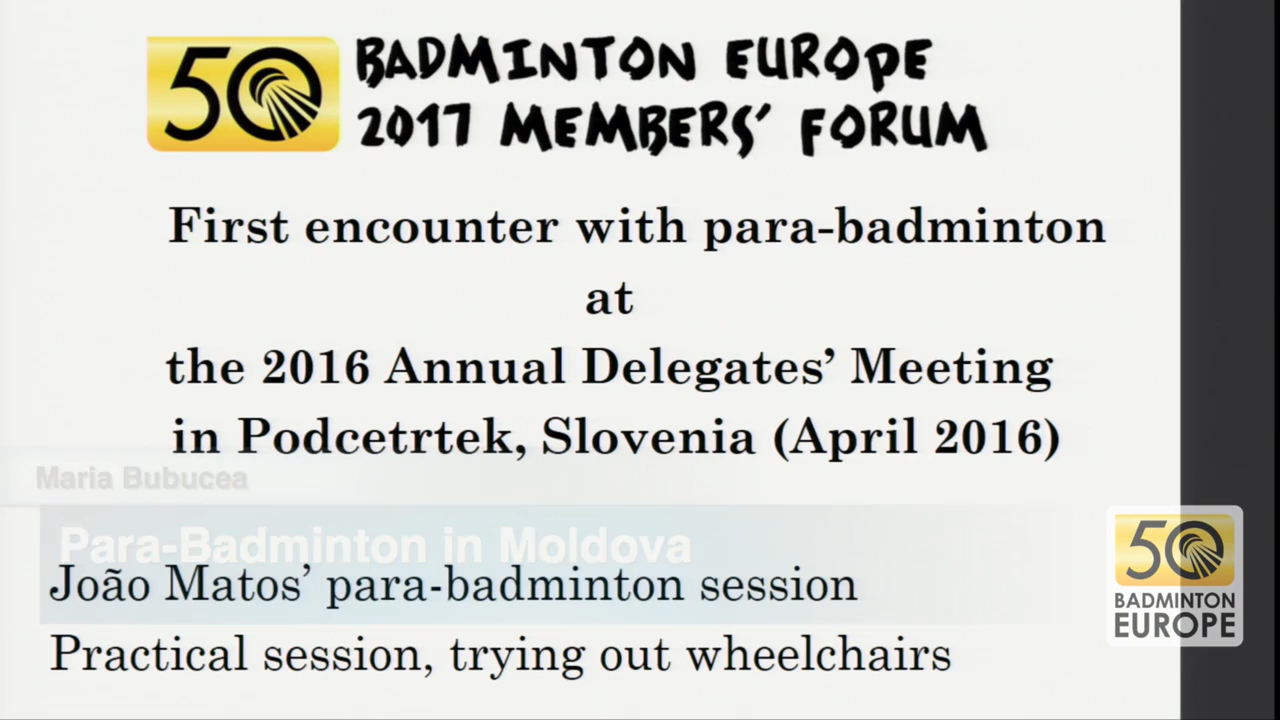 50 BADMINTON EUROPE
2017 MEMBERS' FORUM
First encounter with para-badminton
at
the 2016 Annual Delegates’ Meeting
in Podcetrtek, Slovenia (April 2016)
Maria Bubucea
Para-Badminton in Moldova
João Matos’ para-badminton session
Practical session, trying out wheelchairs
50
BADMINTON
EUROPE